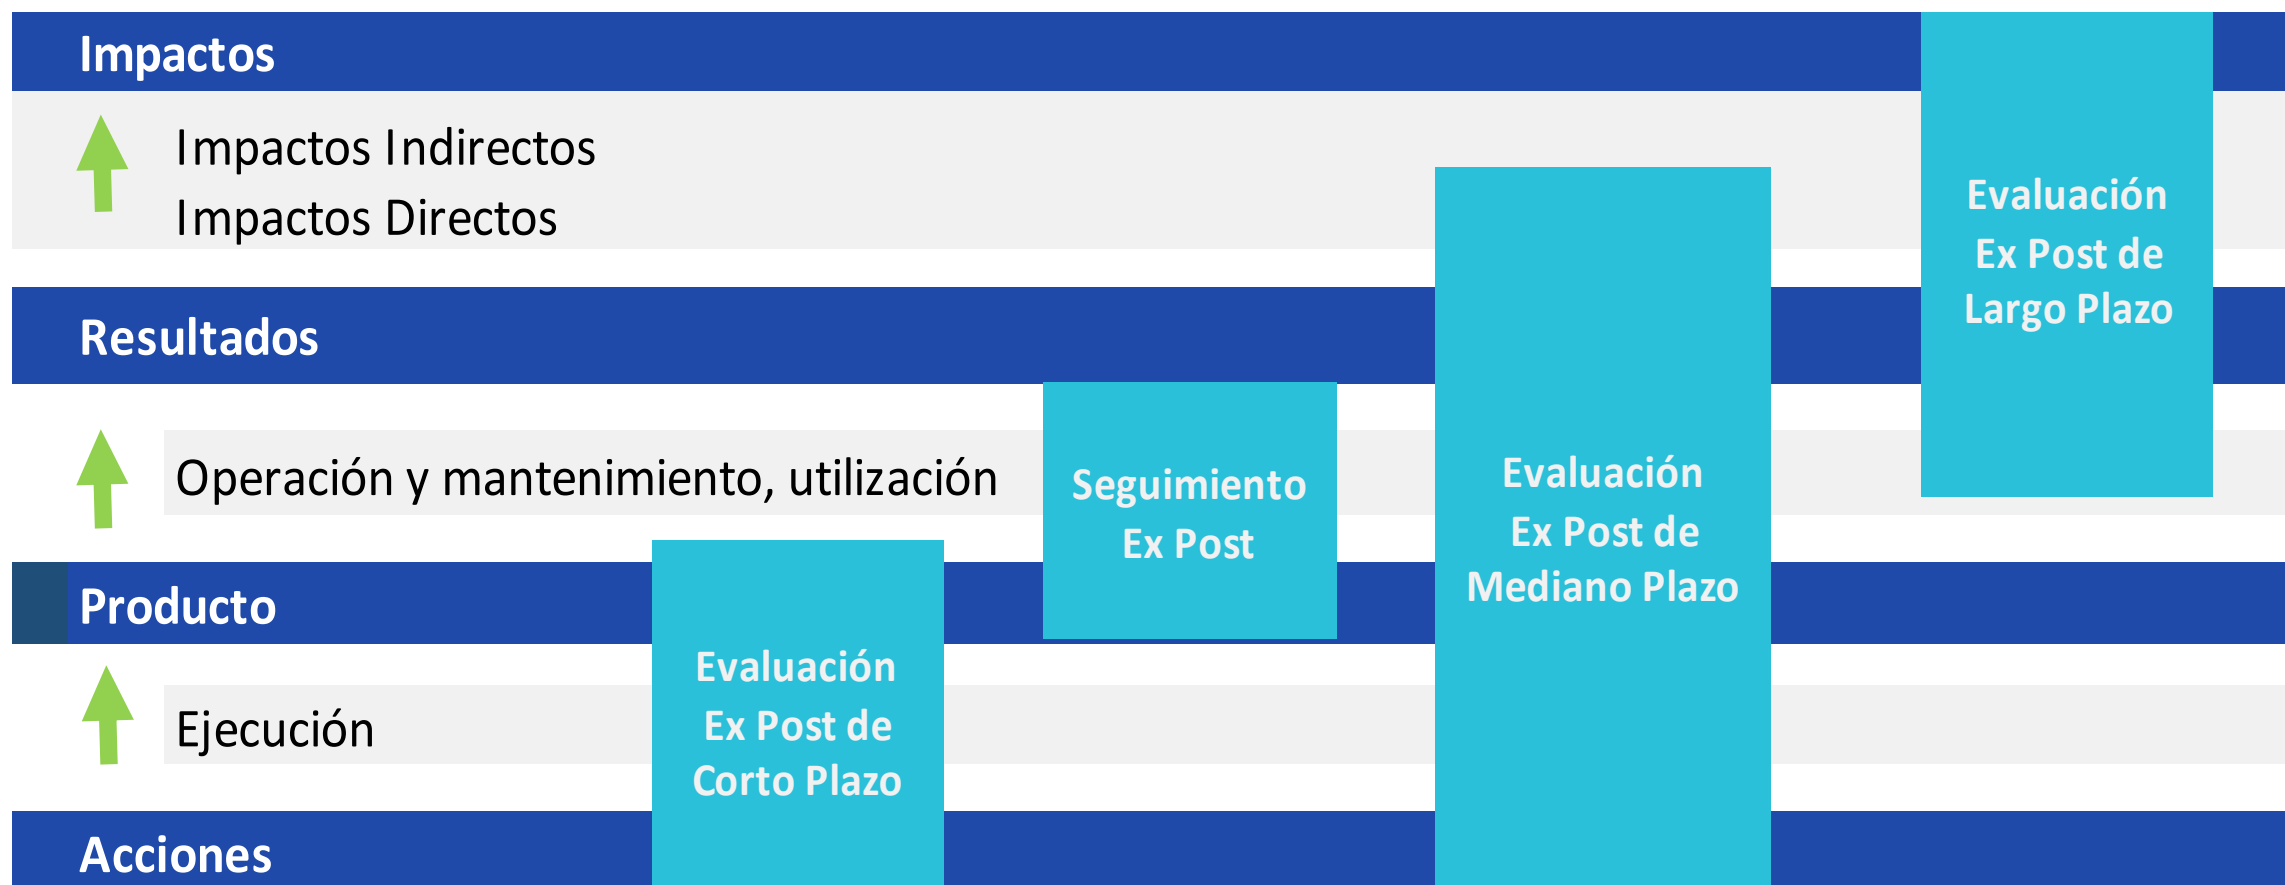 Impactos
Impactos Indirectos
Impactos Directos
Resultados
Operación y mantenimiento, utilización
Producto
Ejecución
Acciones
Evaluación
Ex Post de
Corto Plazo
Seguimiento
Ex Post
Evaluación
Ex Post de
Mediano Plazo
Evaluación
Ex Post de
Largo Plazo